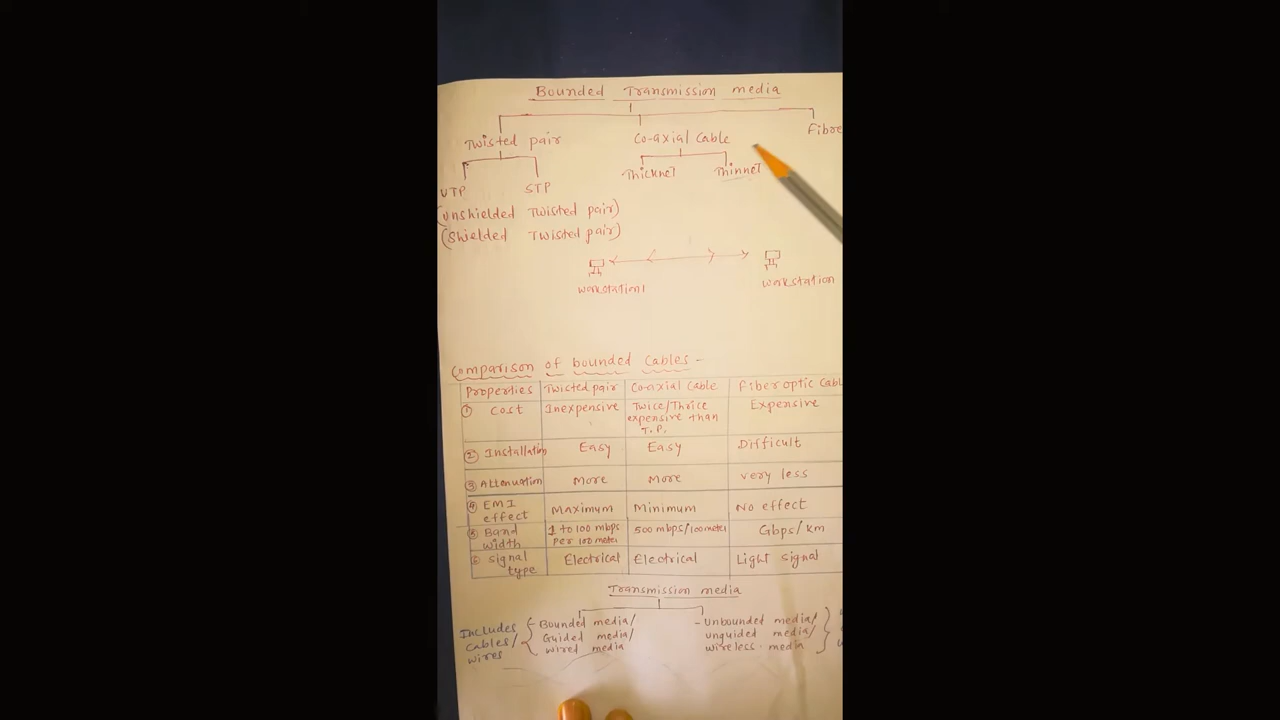 Bounded Transmission media
Twisted pair
Co-axial Cable
Fibre
Thicknet
Thinnet
UTP
STP
(Unshielded Twisted pair)
(Shielded Twisted pair)
workstation1
workstation
Comparison of bounded Cables -
Properties Twisted pair Co-axial Cable Fiber optic Cabl
① Cost Inexpensive Twice/Thrice expensive than T.P. Expensive
② Installation Easy Easy Difficult
③ Attenuation More More very less
④ EMI effect Maximum Minimum No effect
⑤ Band width 1 to 100 mbps Per 100 meter 500 mbps/100meter Gbps/km
⑥ Signal type Electrical Electrical Light signal
Transmission media
Includes cables/ wires
- Bounded media/
Guided media/
wired media
- Unbounded media/
unguided media/
wireless media